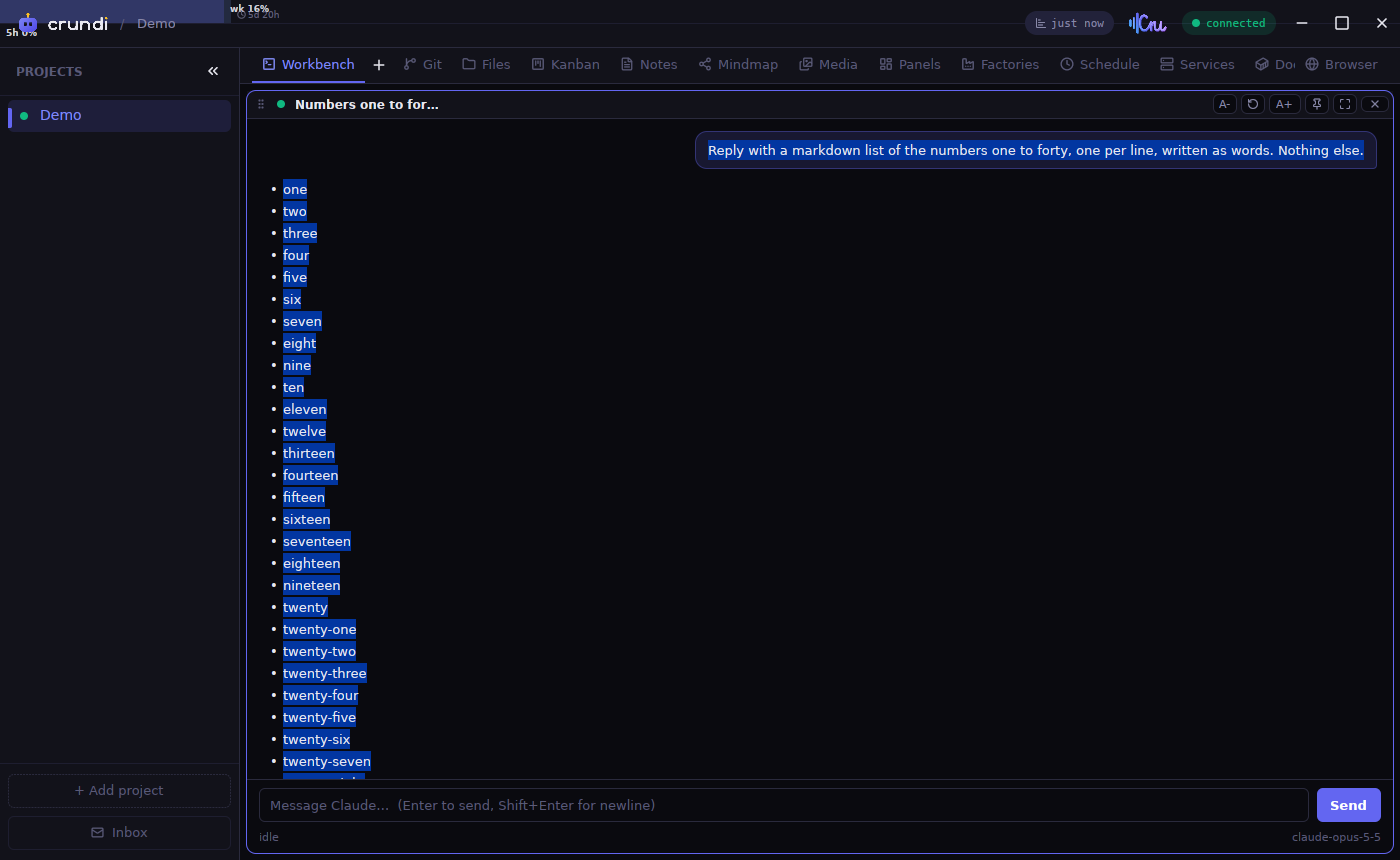 wk 16%
5d 20h
5h 0%
crundi / Demo
just now
Cru
connected
PROJECTS
Workbench
Git
Files
Kanban
Notes
Mindmap
Media
Panels
Factories
Schedule
Services
Doc
Browser
Demo
Numbers one to for…
A-
A+
Reply with a markdown list of the numbers one to forty, one per line, written as words. Nothing else.
• one
• two
• three
• four
• five
• six
• seven
• eight
• nine
• ten
• eleven
• twelve
• thirteen
• fourteen
• fifteen
• sixteen
• seventeen
• eighteen
• nineteen
• twenty
• twenty-one
• twenty-two
• twenty-three
• twenty-four
• twenty-five
• twenty-six
• twenty-seven
+ Add project
Inbox
Message Claude… (Enter to send, Shift+Enter for newline)
Send
idle
claude-opus-5-5